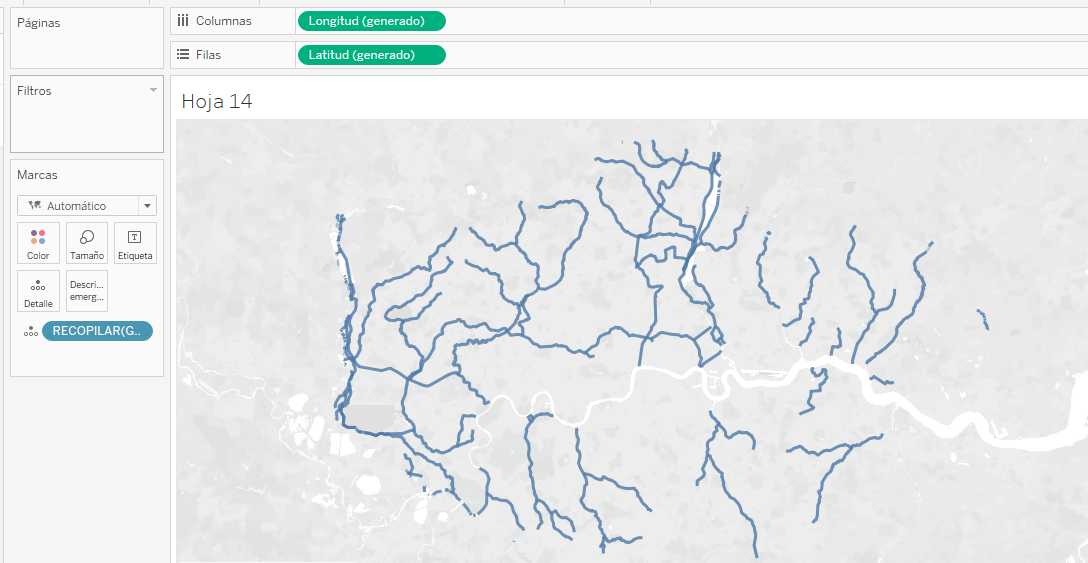 Páginas
Columnas
Longitud (generado)
Filas
Latitud (generado)
Filtros
Hoja 14
Marcas
Automático
Color
Tamaño
T
Etiqueta
Detalle
Descri...
emerg...
RECOPILAR(G..